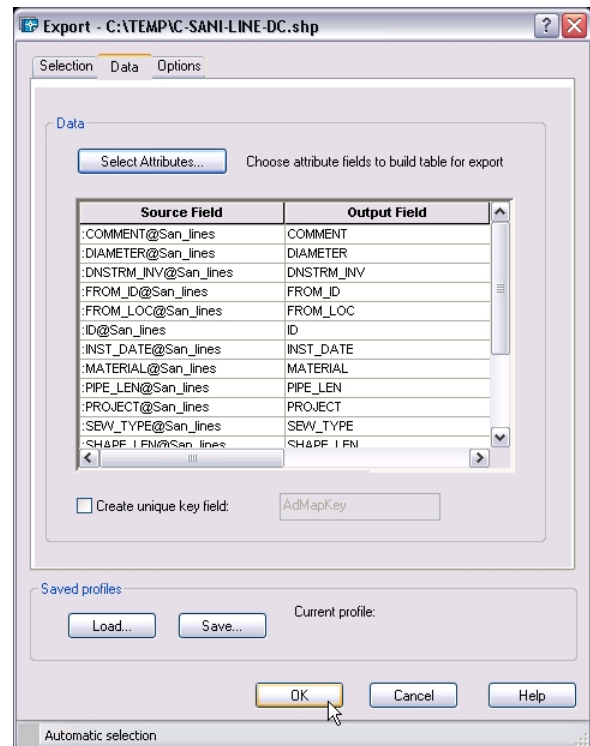 Export - C:\TEMP\C-SANI-LINE-DC.shp
Selection Data Options
Data
Select Attributes... Choose attribute fields to build table for export
Source Field Output Field
:COMMENT@San_lines COMMENT
:DIAMETER@San_lines DIAMETER
:DNSTRM_INV@San_lines DNSTRM_INV
:FROM_ID@San_lines FROM_ID
:FROM_LOC@San_lines FROM_LOC
:ID@San_lines ID
:INST_DATE@San_lines INST_DATE
:MATERIAL@San_lines MATERIAL
:PIPE_LEN@San_lines PIPE_LEN
:PROJECT@San_lines PROJECT
:SEW_TYPE@San_lines SEW_TYPE
:SHAPE_LEN@San_lines SHAPE_LEN
Create unique key field: AdMapKey
Saved profiles
Load... Save... Current profile:
OK Cancel Help
Automatic selection